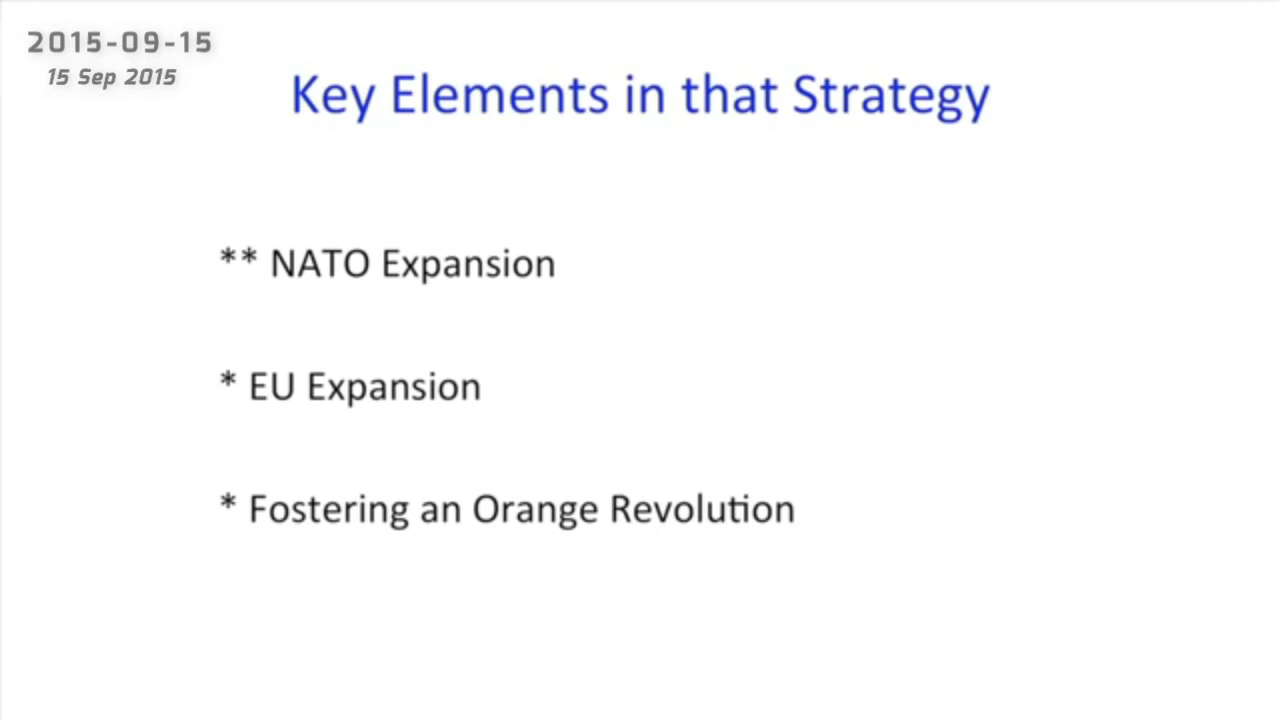 2015-09-15
15 Sep 2015
Key Elements in that Strategy
** NATO Expansion
* EU Expansion
* Fostering an Orange Revolution